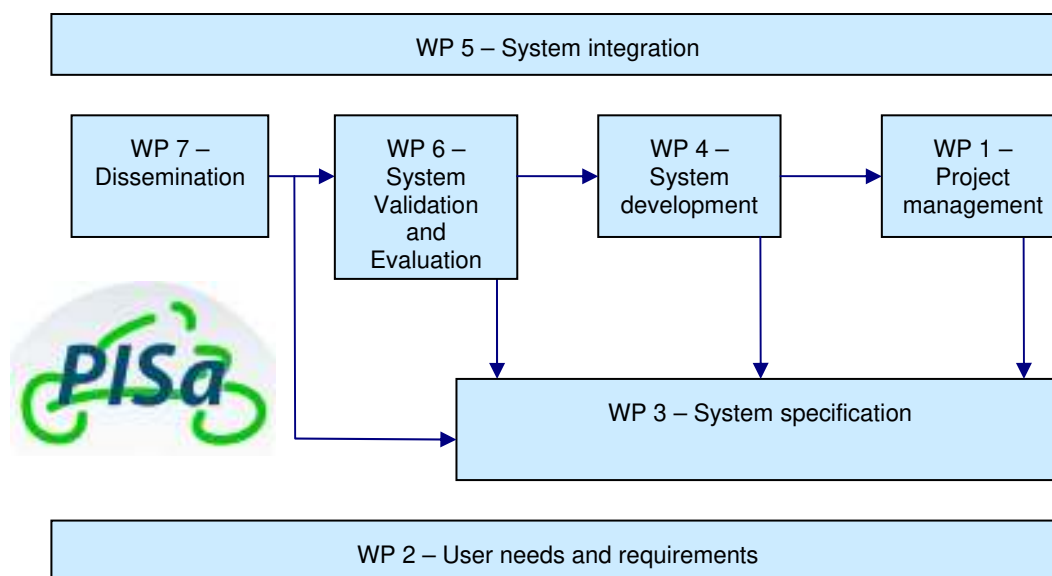 WP 5 – System integration
WP 7 –
Dissemination
WP 6 –
System
Validation
and
Evaluation
WP 4 –
System
development
WP 1 –
Project
management
PISa
WP 3 – System specification
WP 2 – User needs and requirements